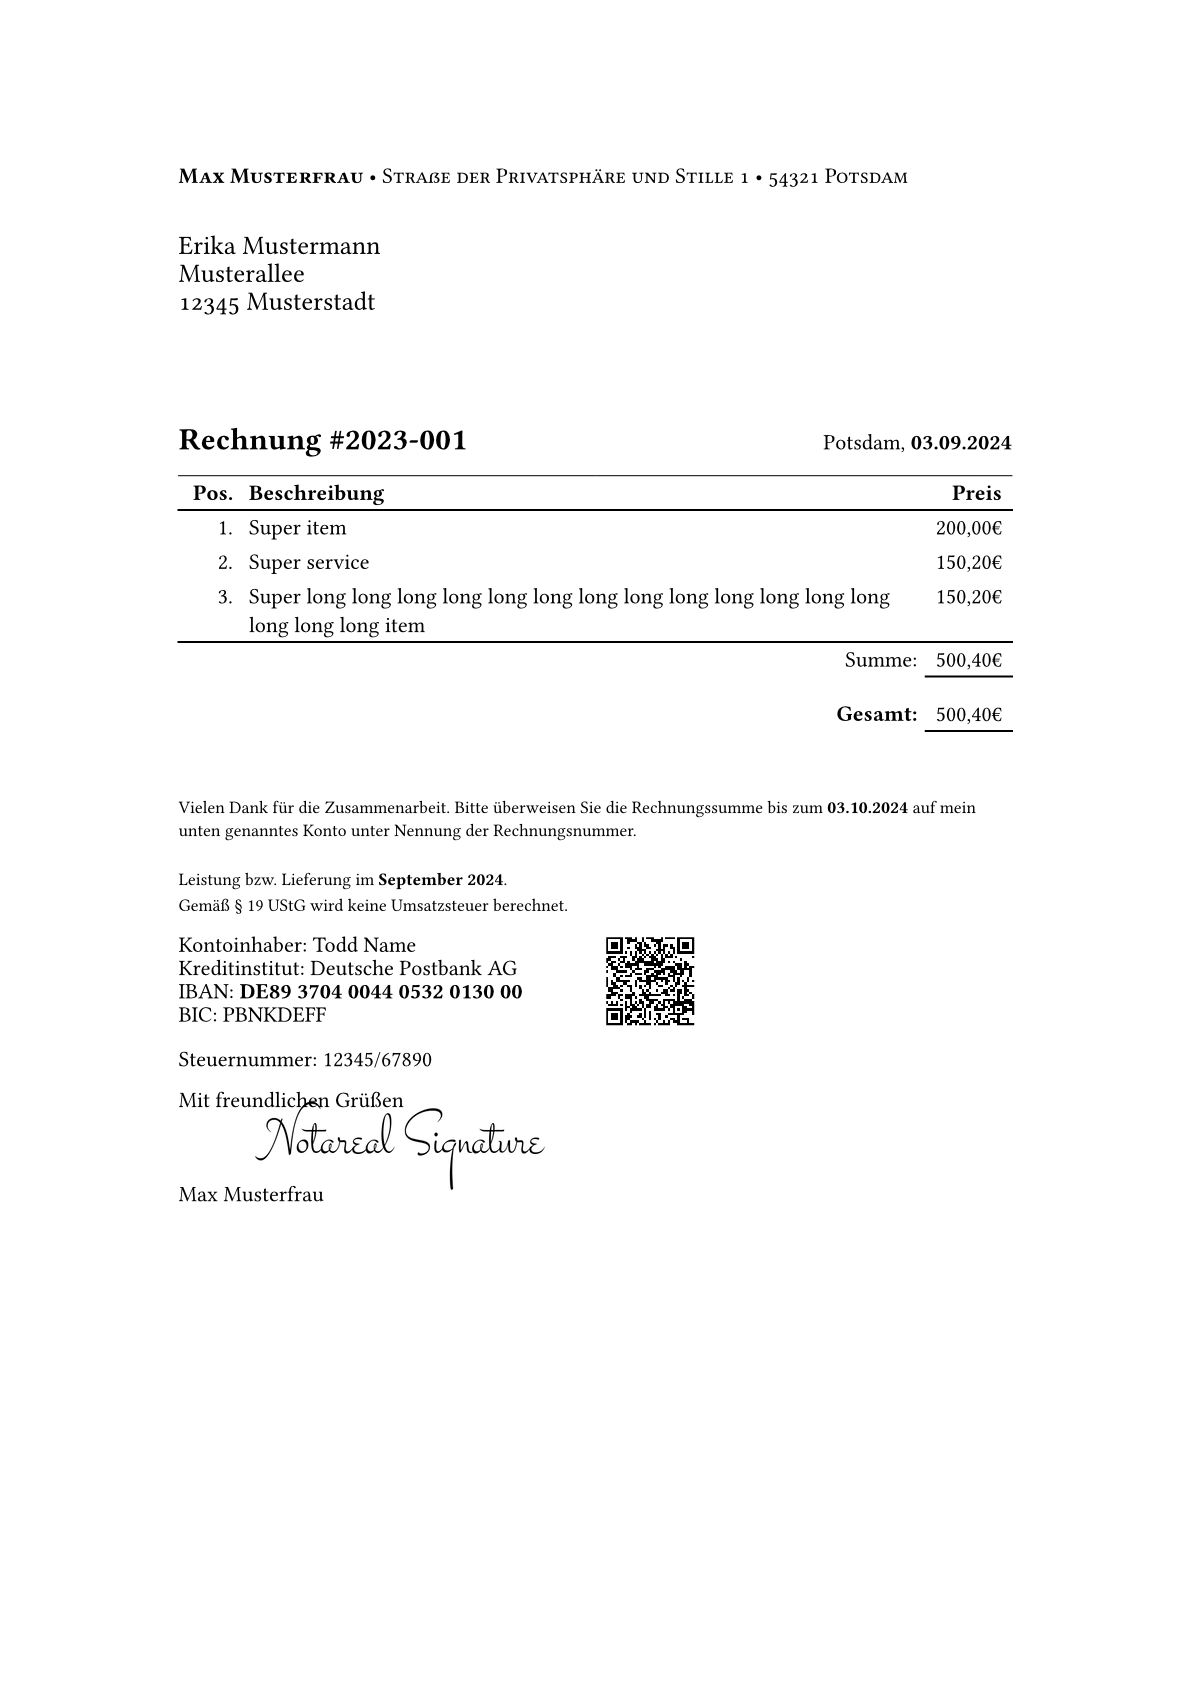 Max Musterfrau • Straße der Privatsphäre und Stille 1 • 54321 Potsdam
Erika Mustermann
Musterallee
12345 Musterstadt
Rechnung #2023-001 Potsdam, 03.09.2024
Pos. Beschreibung Preis
1. Super item 200,00€
2. Super service 150,20€
3. Super long long long long long long long long long long long long long 150,20€
long long long item
Summe: 500,40€
Gesamt: 500,40€
Vielen Dank für die Zusammenarbeit. Bitte überweisen Sie die Rechnungssumme bis zum 03.10.2024 auf mein
unten genanntes Konto unter Nennung der Rechnungsnummer.
Leistung bzw. Lieferung im September 2024.
Gemäß § 19 UStG wird keine Umsatzsteuer berechnet.
Kontoinhaber: Todd Name
Kreditinstitut: Deutsche Postbank AG
IBAN: DE89 3704 0044 0532 0130 00
BIC: PBNKDEFF
Steuernummer: 12345/67890
Mit freundlichen Grüßen
Notareal Signature
Max Musterfrau